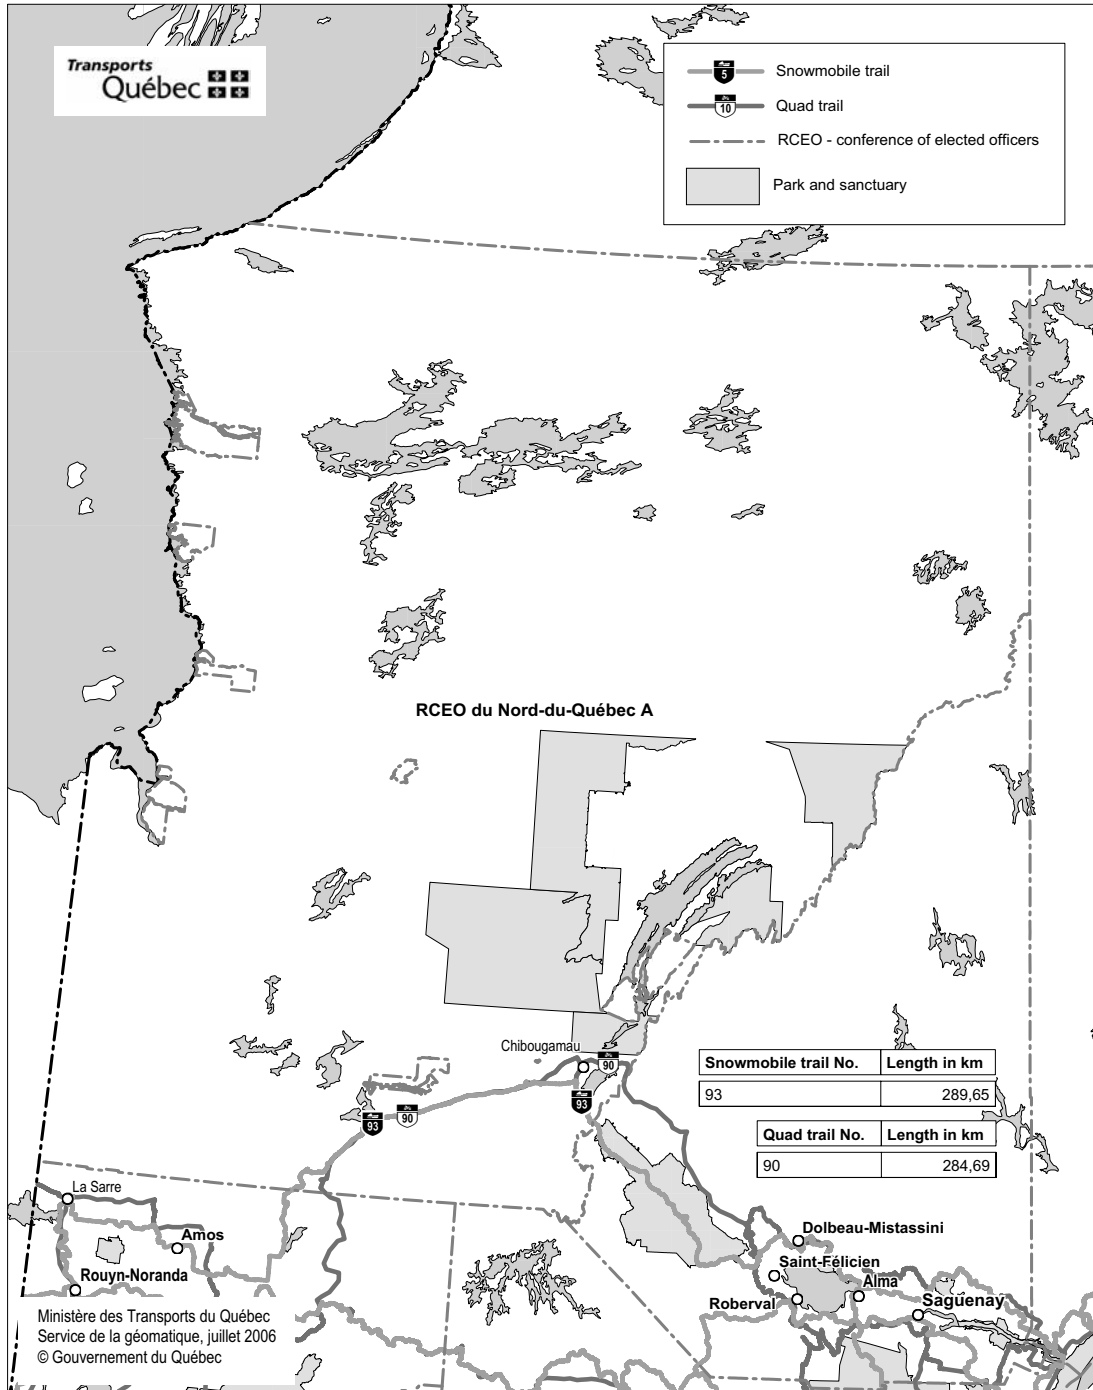 Transports
Québec
5
Snowmobile trail
10
Quad trail
RCEO - conference of elected officers
Park and sanctuary
RCEO du Nord-du-Québec A
Chibougamau
90
93
93
90
Snowmobile trail No. Length in km
93 289,65
Quad trail No. Length in km
90 284,69
La Sarre
Amos
Rouyn-Noranda
Dolbeau-Mistassini
Saint-Félicien
Alma
Roberval
Saguenay
Ministère des Transports du Québec
Service de la géomatique, juillet 2006
© Gouvernement du Québec